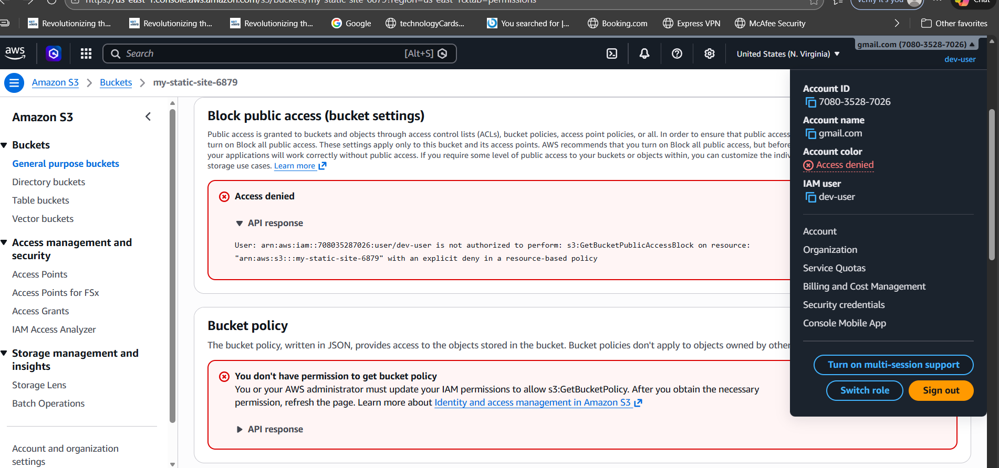 https://us-east-1.console.aws.amazon.com/s3/buckets/my-static-site-6879?region=us-east-1&tab=permissions
Verify it's you
Chat
Revolutionizing th...
Revolutionizing th...
Revolutionizing th...
Google
technologyCards...
You searched for |...
Booking.com
Express VPN
McAfee Security
Other favorites
aws
Search
[Alt+S]
United States (N. Virginia)
gmail.com (7080-3528-7026)
dev-user
Amazon S3
Buckets
my-static-site-6879
Amazon S3
Buckets
General purpose buckets
Directory buckets
Table buckets
Vector buckets
Access management and
security
Access Points
Access Points for FSx
Access Grants
IAM Access Analyzer
Storage management and
insights
Storage Lens
Batch Operations
Account and organization
settings
Block public access (bucket settings)
Public access is granted to buckets and objects through access control lists (ACLs), bucket policies, access point policies, or all. In order to ensure that public access
turn on Block all public access. These settings apply only to this bucket and its access points. AWS recommends that you turn on Block all public access, but before
your applications will work correctly without public access. If you require some level of public access to your buckets or objects within, you can customize the indiv
storage use cases. Learn more
Access denied
API response
User: arn:aws:iam::708035287026:user/dev-user is not authorized to perform: s3:GetBucketPublicAccessBlock on resource:
"arn:aws:s3:::my-static-site-6879" with an explicit deny in a resource-based policy
Bucket policy
The bucket policy, written in JSON, provides access to the objects stored in the bucket. Bucket policies don't apply to objects owned by other
You don't have permission to get bucket policy
You or your AWS administrator must update your IAM permissions to allow s3:GetBucketPolicy. After you obtain the necessary
permission, refresh the page. Learn more about Identity and access management in Amazon S3
API response
Account ID
7080-3528-7026
Account name
gmail.com
Account color
Access denied
IAM user
dev-user
Account
Organization
Service Quotas
Billing and Cost Management
Security credentials
Console Mobile App
Turn on multi-session support
Switch role
Sign out